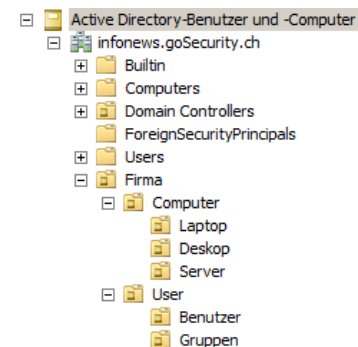 Active Directory-Benutzer und -Computer
infonews.goSecurity.ch
Builtin
Computers
Domain Controllers
ForeignSecurityPrincipals
Users
Firma
Computer
Laptop
Deskop
Server
User
Benutzer
Gruppen